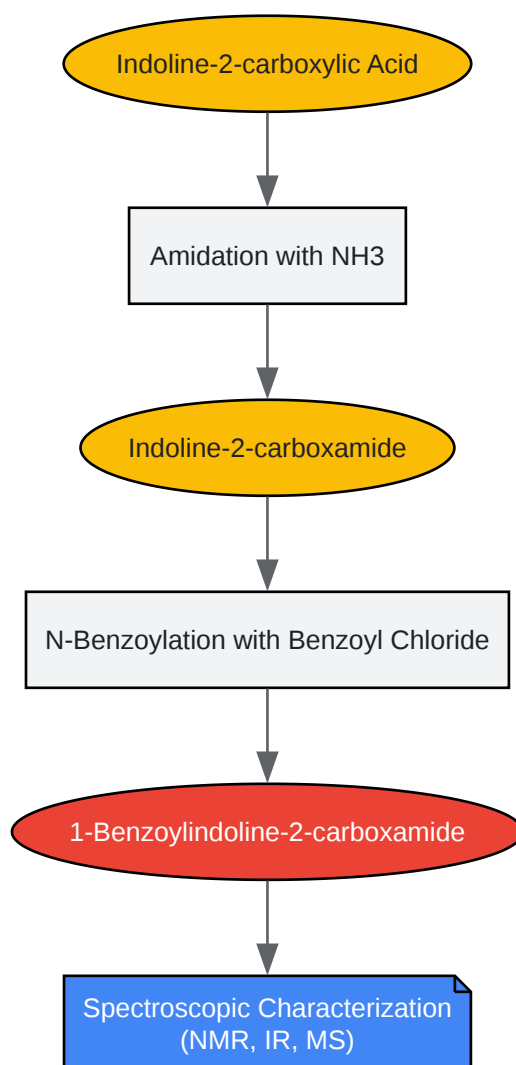 Indoline-2-carboxylic Acid
Amidation with NH3
Indoline-2-carboxamide
N-Benzoylation with Benzoyl Chloride
1-Benzoylindoline-2-carboxamide
Spectroscopic Characterization
(NMR, IR, MS)